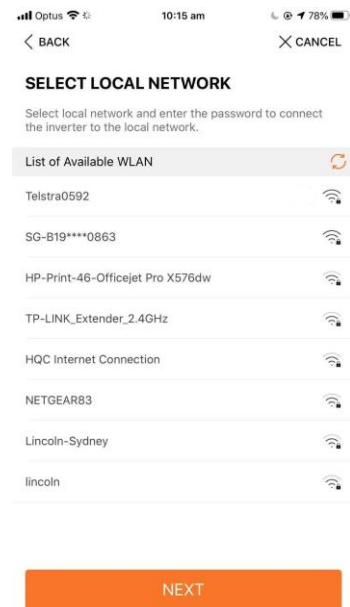 Optus 10:15 am 78%
BACK CANCEL
SELECT LOCAL NETWORK
Select local network and enter the password to connect
the inverter to the local network.
List of Available WLAN
Telstra0592
SG-B19****0863
HP-Print-46-Officejet Pro X576dw
TP-LINK_Extender_2.4GHz
HQC Internet Connection
NETGEAR83
Lincoln-Sydney
lincoln
NEXT